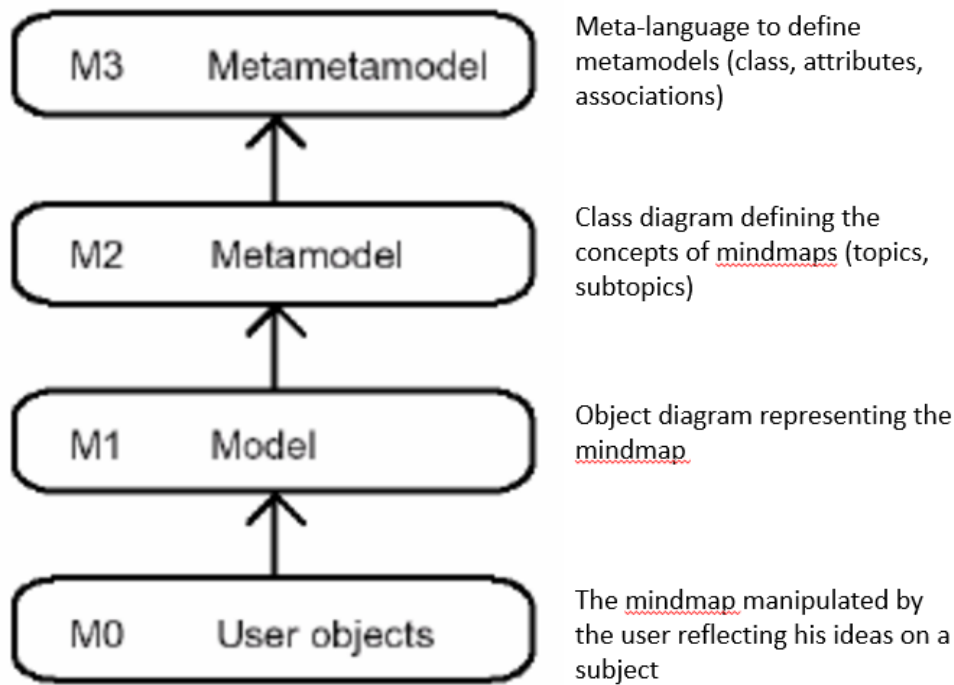 M3 Metametamodel
Meta-language to define
metamodels (class, attributes,
associations)
M2 Metamodel
Class diagram defining the
concepts of mindmaps (topics,
subtopics)
M1 Model
Object diagram representing the
mindmap
M0 User objects
The mindmap manipulated by
the user reflecting his ideas on a
subject